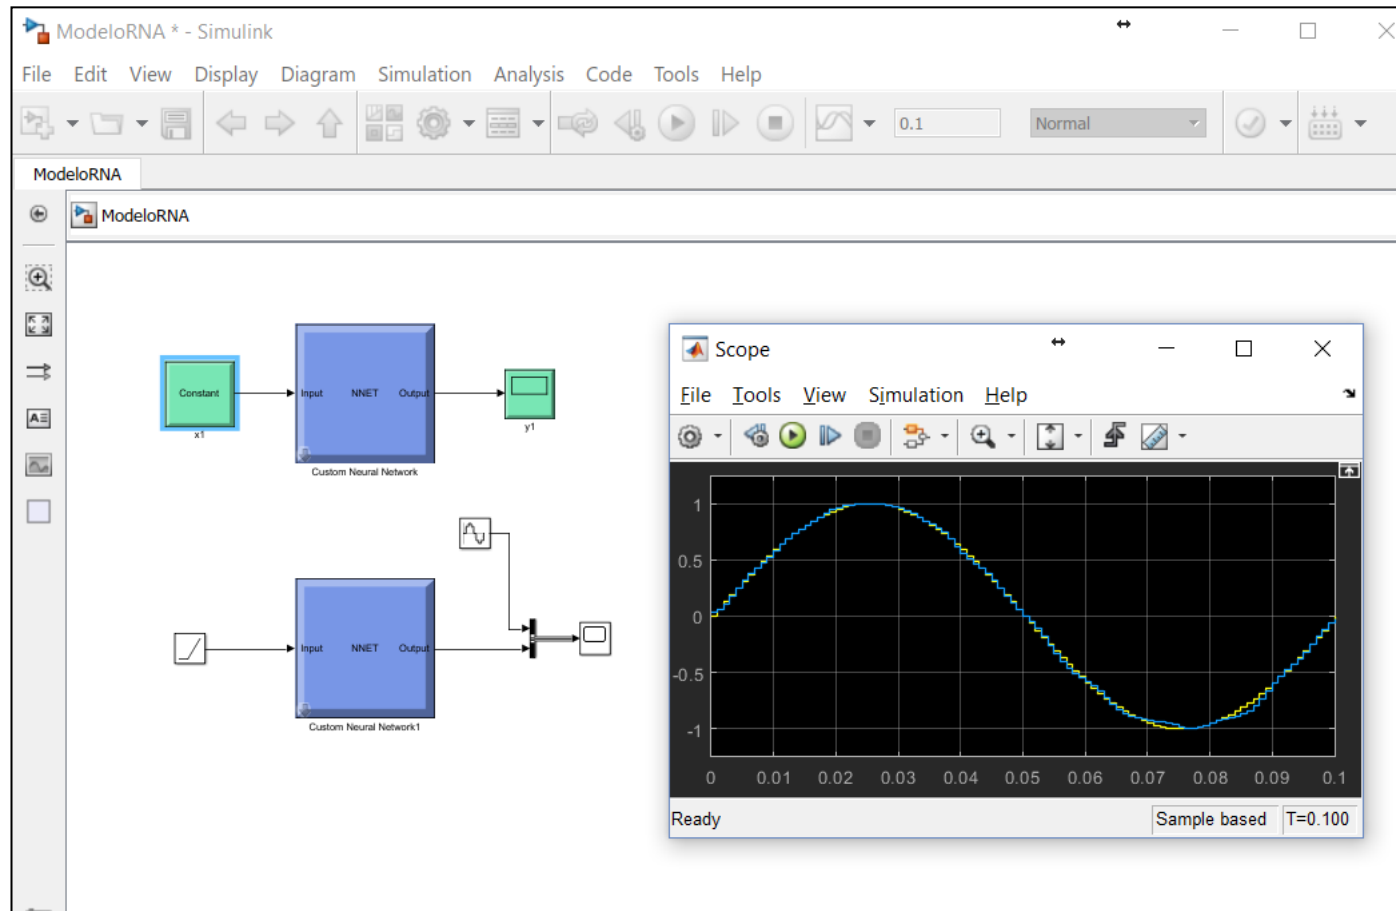 ModeloRNA * - Simulink
File Edit View Display Diagram Simulation Analysis Code Tools Help
0.1 Normal
ModeloRNA
ModeloRNA
Constant
x1
Input NNET Output
Custom Neural Network
y1
Input NNET Output
Custom Neural Network1
Scope
File Tools View Simulation Help
1
0.5
0
-0.5
-1
0 0.01 0.02 0.03 0.04 0.05 0.06 0.07 0.08 0.09 0.1
Ready Sample based T=0.100